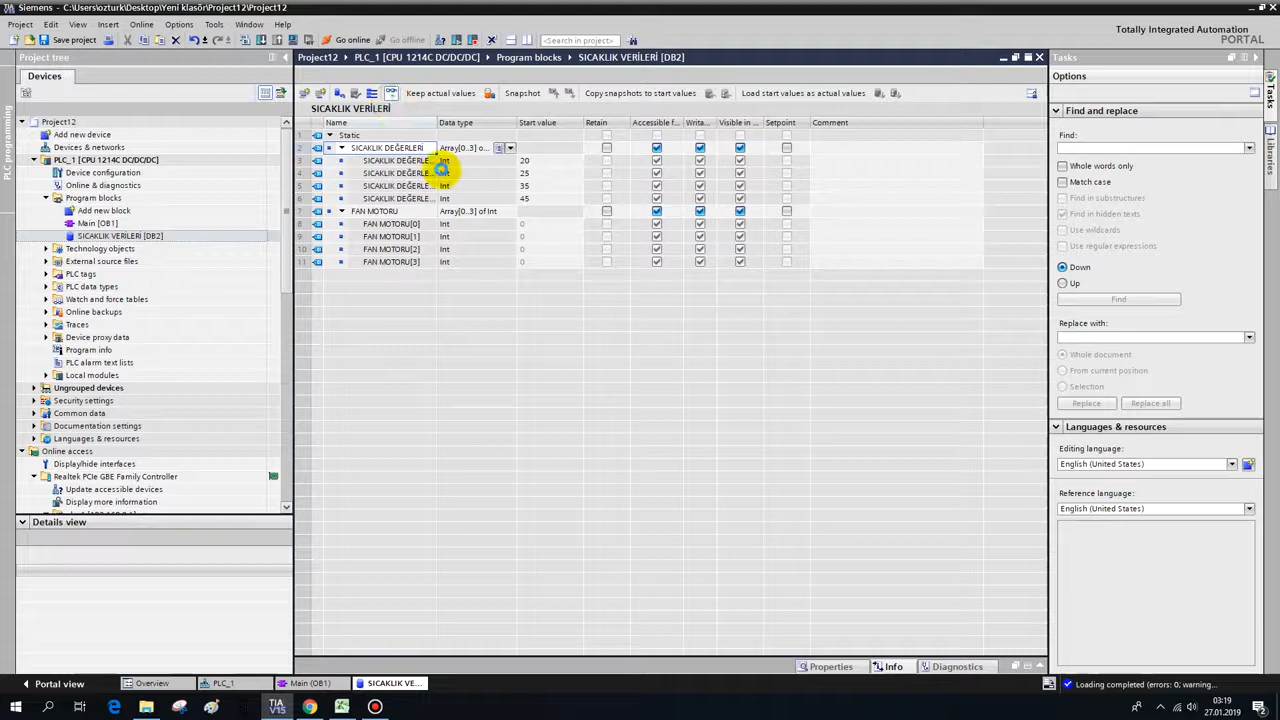 Siemens - C:\Users\ozturk\Desktop\Yeni klasör\Project12\Project12
Project Edit View Insert Online Options Tools Window Help
Totally Integrated Automation
PORTAL
Save project Go online Go offline <Search in project>
Project tree
Project12 PLC_1 [CPU 1214C DC/DC/DC] Program blocks SICAKLIK VERİLERİ [DB2]
Tasks
Devices
Options
Keep actual values Snapshot Copy snapshots to start values Load start values as actual values
SICAKLIK VERİLERİ
Name Data type Start value Retain Accessible f... Writa... Visible in ... Setpoint Comment
1 Static
2 SICAKLIK DEĞERLERİ Array[0..3] o...
3 SICAKLIK DEĞERLE... Int 20
4 SICAKLIK DEĞERLE... Int 25
5 SICAKLIK DEĞERLE... Int 35
6 SICAKLIK DEĞERLE... Int 45
7 FAN MOTORU Array[0..3] of Int
8 FAN MOTORU[0] Int 0
9 FAN MOTORU[1] Int 0
10 FAN MOTORU[2] Int 0
11 FAN MOTORU[3] Int 0
Project12
Add new device
Devices & networks
PLC_1 [CPU 1214C DC/DC/DC]
Device configuration
Online & diagnostics
Program blocks
Add new block
Main [OB1]
SICAKLIK VERİLERİ [DB2]
Technology objects
External source files
PLC tags
PLC data types
Watch and force tables
Online backups
Traces
Device proxy data
Program info
PLC alarm text lists
Local modules
Ungrouped devices
Security settings
Common data
Documentation settings
Languages & resources
Online access
Display/hide interfaces
Realtek PCIe GBE Family Controller
Update accessible devices
Display more information
Details view
Find and replace
Find:
Whole words only
Match case
Find in substructures
Find in hidden texts
Use wildcards
Use regular expressions
Down
Up
Find
Replace with:
Whole document
From current position
Selection
Replace Replace all
Languages & resources
Editing language:
English (United States)
Reference language:
English (United States)
PLC programming
Tasks
Libraries
Properties Info Diagnostics
Portal view Overview PLC_1 Main (OB1) SICAKLIK VE...
Loading completed (errors: 0; warning...
TIA V15
03:19
27.01.2019
2